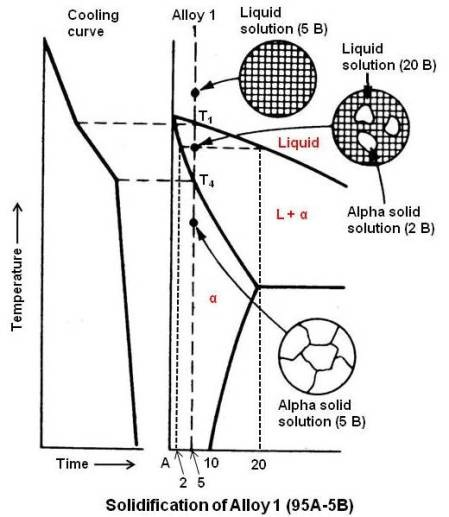 Cooling
curve
Alloy 1
Liquid
solution (5 B)
Liquid
solution (20 B)
T1
Liquid
T4
Alpha solid
solution (2 B)
L + α
Temperature
α
Alpha solid
solution (5 B)
Time
A
10
20
2
5
Solidification of Alloy 1 (95A-5B)